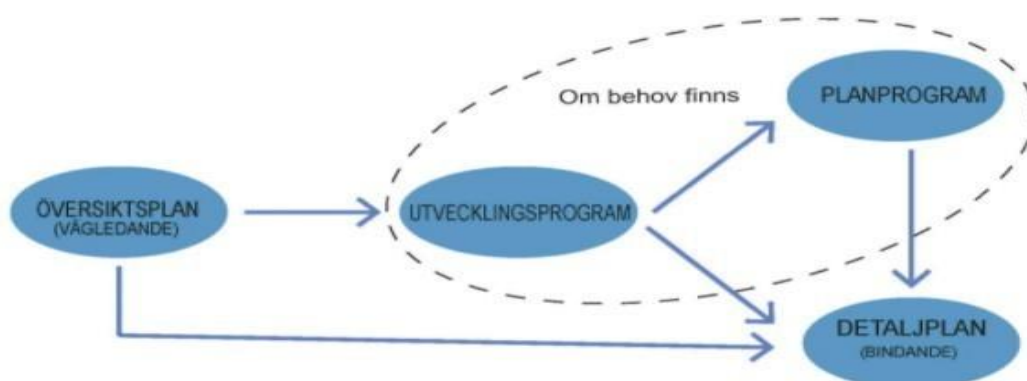 Om behov finns
PLANPROGRAM
ÖVERSIKTSPLAN
(VÄGLEDANDE)
UTVECKLINGSPROGRAM
DETALJPLAN
(BINDANDE)